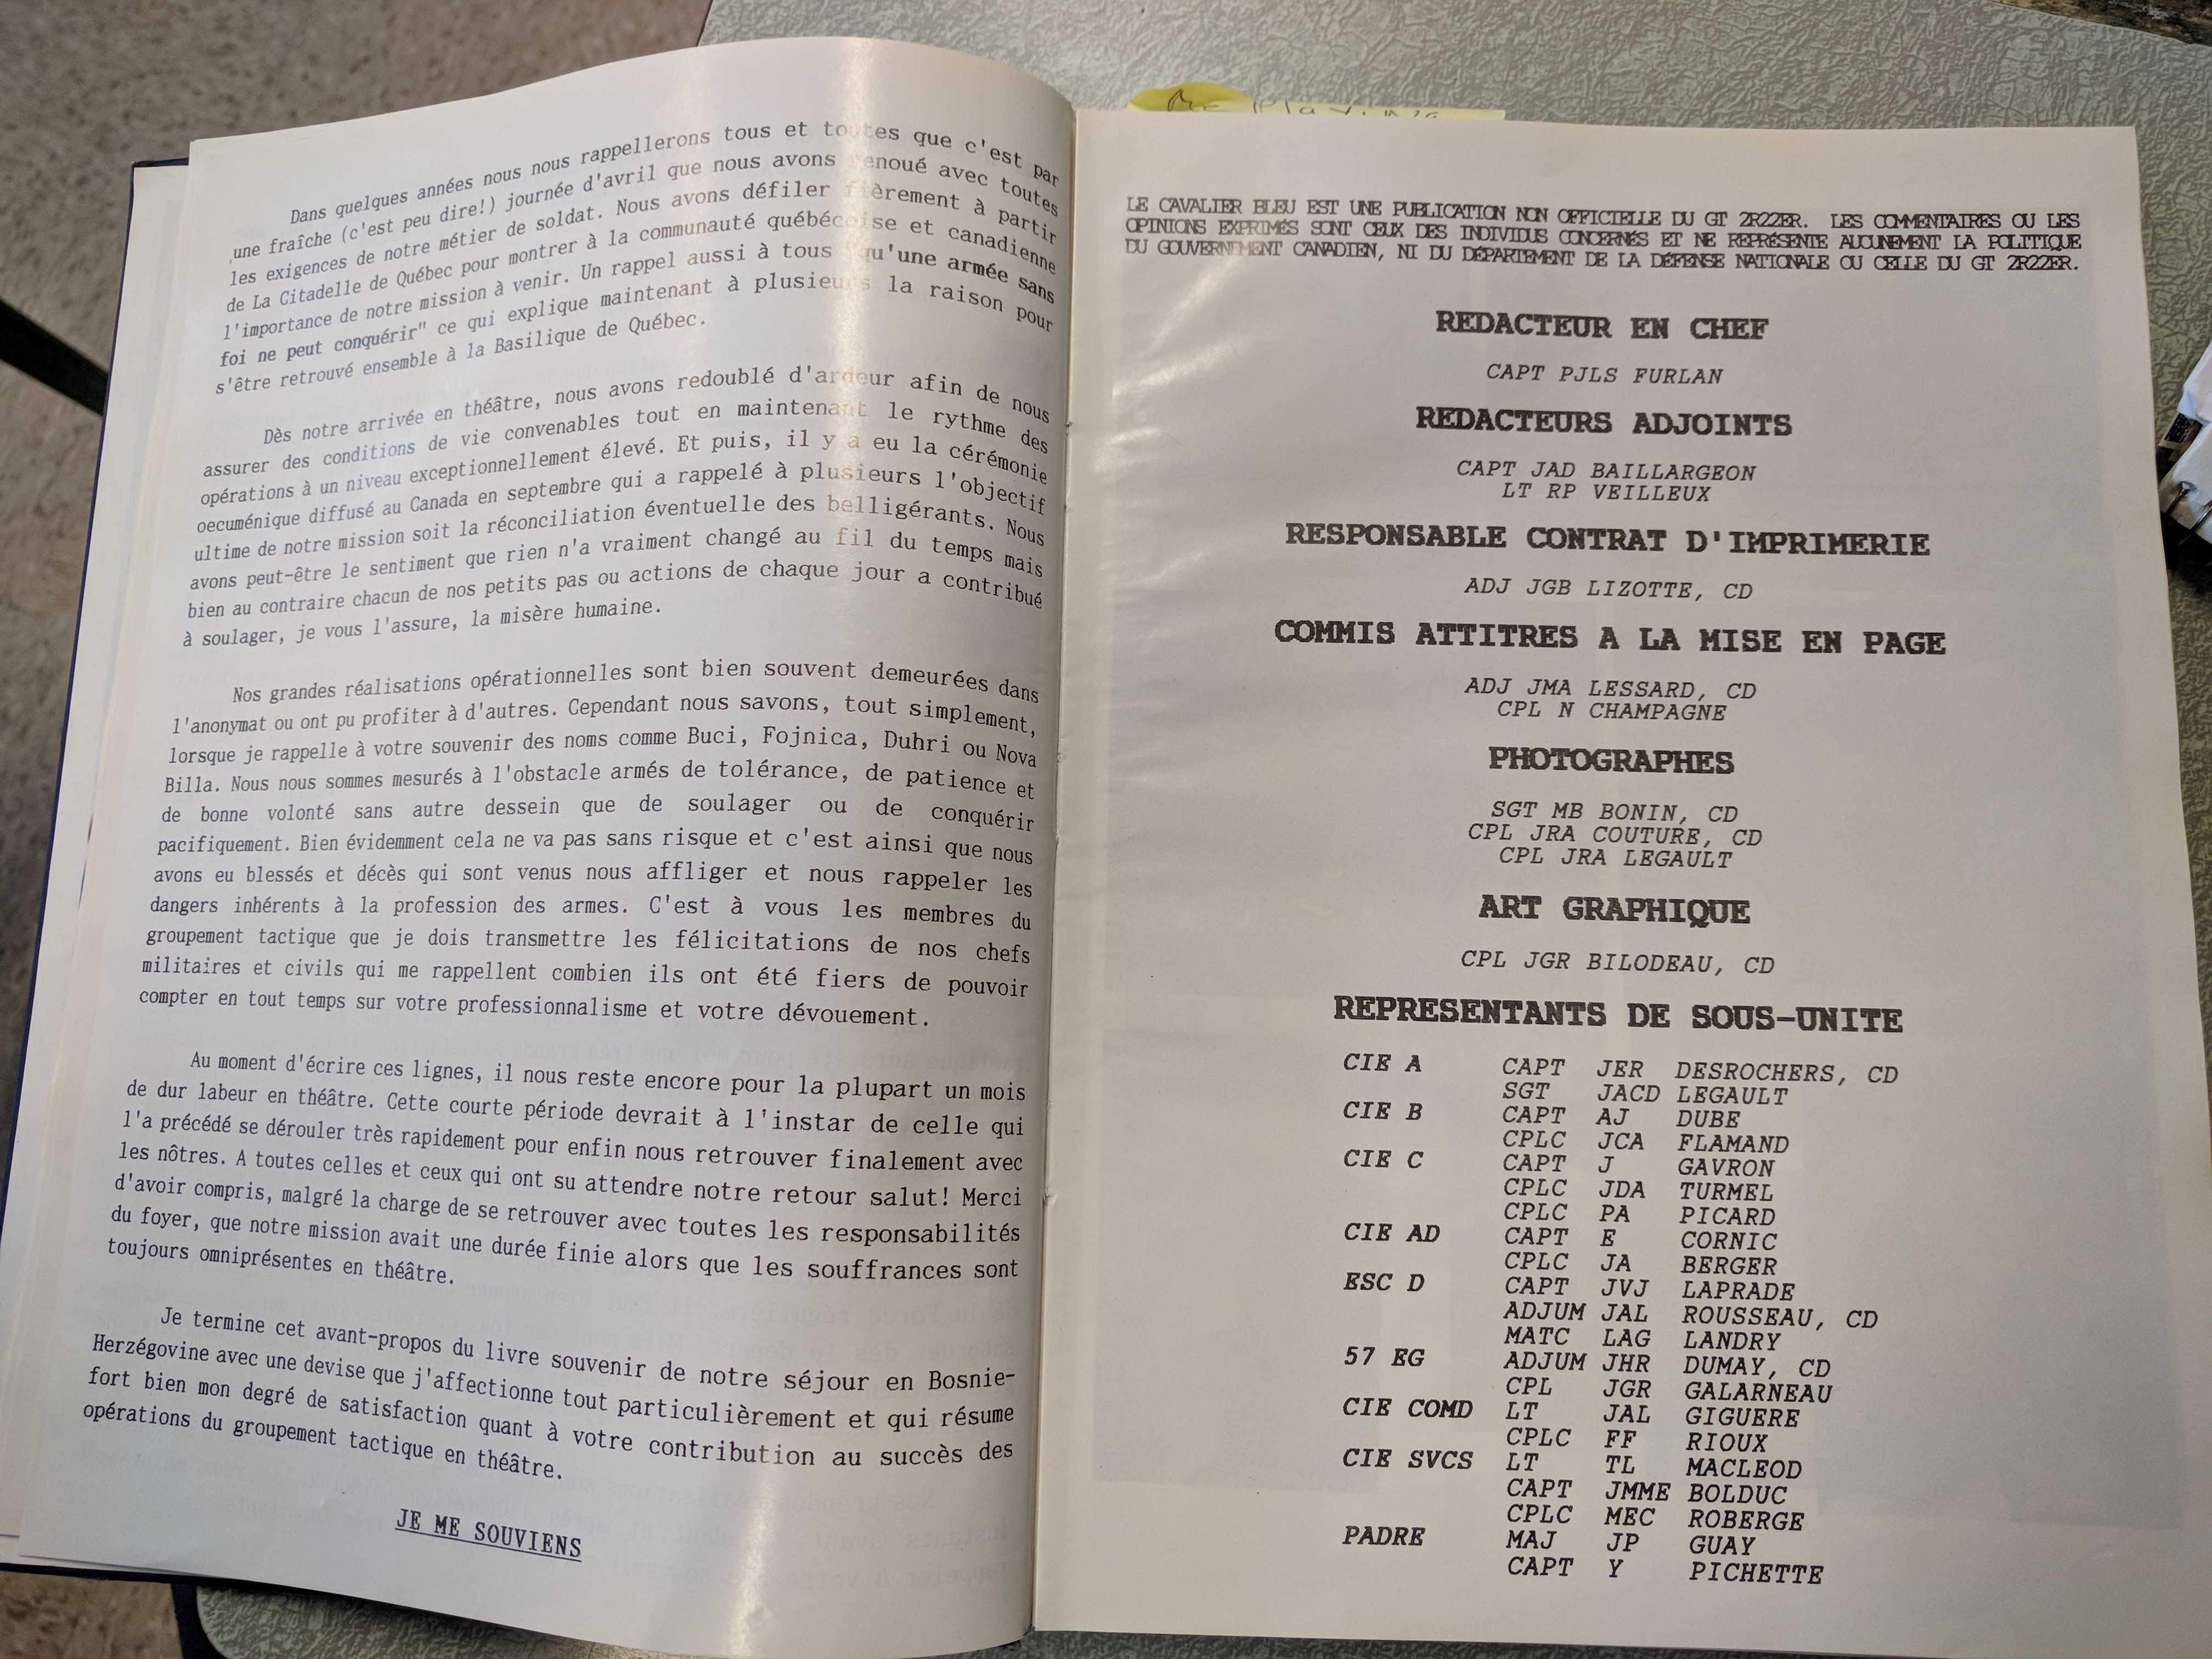 Dans quelques années nous nous rappellerons tous et toutes que c'est par
une fraîche (c'est peu dire!) journée d'avril que nous avons renoué avec toutes
les exigences de notre métier de soldat. Nous avons défiler fièrement à partir
de La Citadelle de Québec pour montrer à la communauté québécoise et canadienne
l'importance de notre mission à venir. Un rappel aussi à tous qu'une armée sans
foi ne peut conquérir" ce qui explique maintenant à plusieurs la raison pour
s'être retrouvé ensemble à la Basilique de Québec.
Dès notre arrivée en théâtre, nous avons redoublé d'ardeur afin de nous
assurer des conditions de vie convenables tout en maintenant le rythme des
opérations à un niveau exceptionnellement élevé. Et puis, il y a eu la cérémonie
oecuménique diffusé au Canada en septembre qui a rappelé à plusieurs l'objectif
ultime de notre mission soit la réconciliation éventuelle des belligérants. Nous
avons peut-être le sentiment que rien n'a vraiment changé au fil du temps mais
bien au contraire chacun de nos petits pas ou actions de chaque jour a contribué
à soulager, je vous l'assure, la misère humaine.
Nos grandes réalisations opérationnelles sont bien souvent demeurées dans
l'anonymat ou ont pu profiter à d'autres. Cependant nous savons, tout simplement,
lorsque je rappelle à votre souvenir des noms comme Buci, Fojnica, Duhri ou Nova
Billa. Nous nous sommes mesurés à l'obstacle armés de tolérance, de patience et
de bonne volonté sans autre dessein que de soulager ou de conquérir
pacifiquement. Bien évidemment cela ne va pas sans risque et c'est ainsi que nous
avons eu blessés et décès qui sont venus nous affliger et nous rappeler les
dangers inhérents à la profession des armes. C'est à vous les membres du
groupement tactique que je dois transmettre les félicitations de nos chefs
militaires et civils qui me rappellent combien ils ont été fiers de pouvoir
compter en tout temps sur votre professionnalisme et votre dévouement.
Au moment d'écrire ces lignes, il nous reste encore pour la plupart un mois
de dur labeur en théâtre. Cette courte période devrait à l'instar de celle qui
l'a précédé se dérouler très rapidement pour enfin nous retrouver finalement avec
les nôtres. A toutes celles et ceux qui ont su attendre notre retour salut! Merci
d'avoir compris, malgré la charge de se retrouver avec toutes les responsabilités
du foyer, que notre mission avait une durée finie alors que les souffrances sont
toujours omniprésentes en théâtre.
Je termine cet avant-propos du livre souvenir de notre séjour en Bosnie-
Herzégovine avec une devise que j'affectionne tout particulièrement et qui résume
fort bien mon degré de satisfaction quant à votre contribution au succès des
opérations du groupement tactique en théâtre.
JE ME SOUVIENS
LE CAVALIER BLEU EST UNE PUBLICATION NON OFFICIELLE DU GT 2R22ER. LES COMMENTAIRES OU LES
OPINIONS EXPRIMÉS SONT CEUX DES INDIVIDUS CONCERNÉS ET NE REPRÉSENTE AUCUNEMENT LA POLITIQUE
DU GOUVERNEMENT CANADIEN, NI DU DÉPARTEMENT DE LA DÉFENSE NATIONALE OU CELLE DU GT 2R22ER.
REDACTEUR EN CHEF
CAPT PJLS FURLAN
REDACTEURS ADJOINTS
CAPT JAD BAILLARGEON
LT RP VEILLEUX
RESPONSABLE CONTRAT D'IMPRIMERIE
ADJ JGB LIZOTTE, CD
COMMIS ATTITRES A LA MISE EN PAGE
ADJ JMA LESSARD, CD
CPL N CHAMPAGNE
PHOTOGRAPHES
SGT MB BONIN, CD
CPL JRA COUTURE, CD
CPL JRA LEGAULT
ART GRAPHIQUE
CPL JGR BILODEAU, CD
REPRESENTANTS DE SOUS-UNITE
CIE A CAPT JER DESROCHERS, CD
SGT JACD LEGAULT
CIE B CAPT AJ DUBE
CPLC JCA FLAMAND
CIE C CAPT J GAVRON
CPLC JDA TURMEL
CPLC PA PICARD
CIE AD CAPT E CORNIC
CPLC JA BERGER
ESC D CAPT JVJ LAPRADE
ADJUM JAL ROUSSEAU, CD
MATC LAG LANDRY
57 EG ADJUM JHR DUMAY, CD
CPL JGR GALARNEAU
CIE COMD LT JAL GIGUERE
CPLC FF RIOUX
CIE SVCS LT TL MACLEOD
CAPT JMME BOLDUC
CPLC MEC ROBERGE
PADRE MAJ JP GUAY
CAPT Y PICHETTE